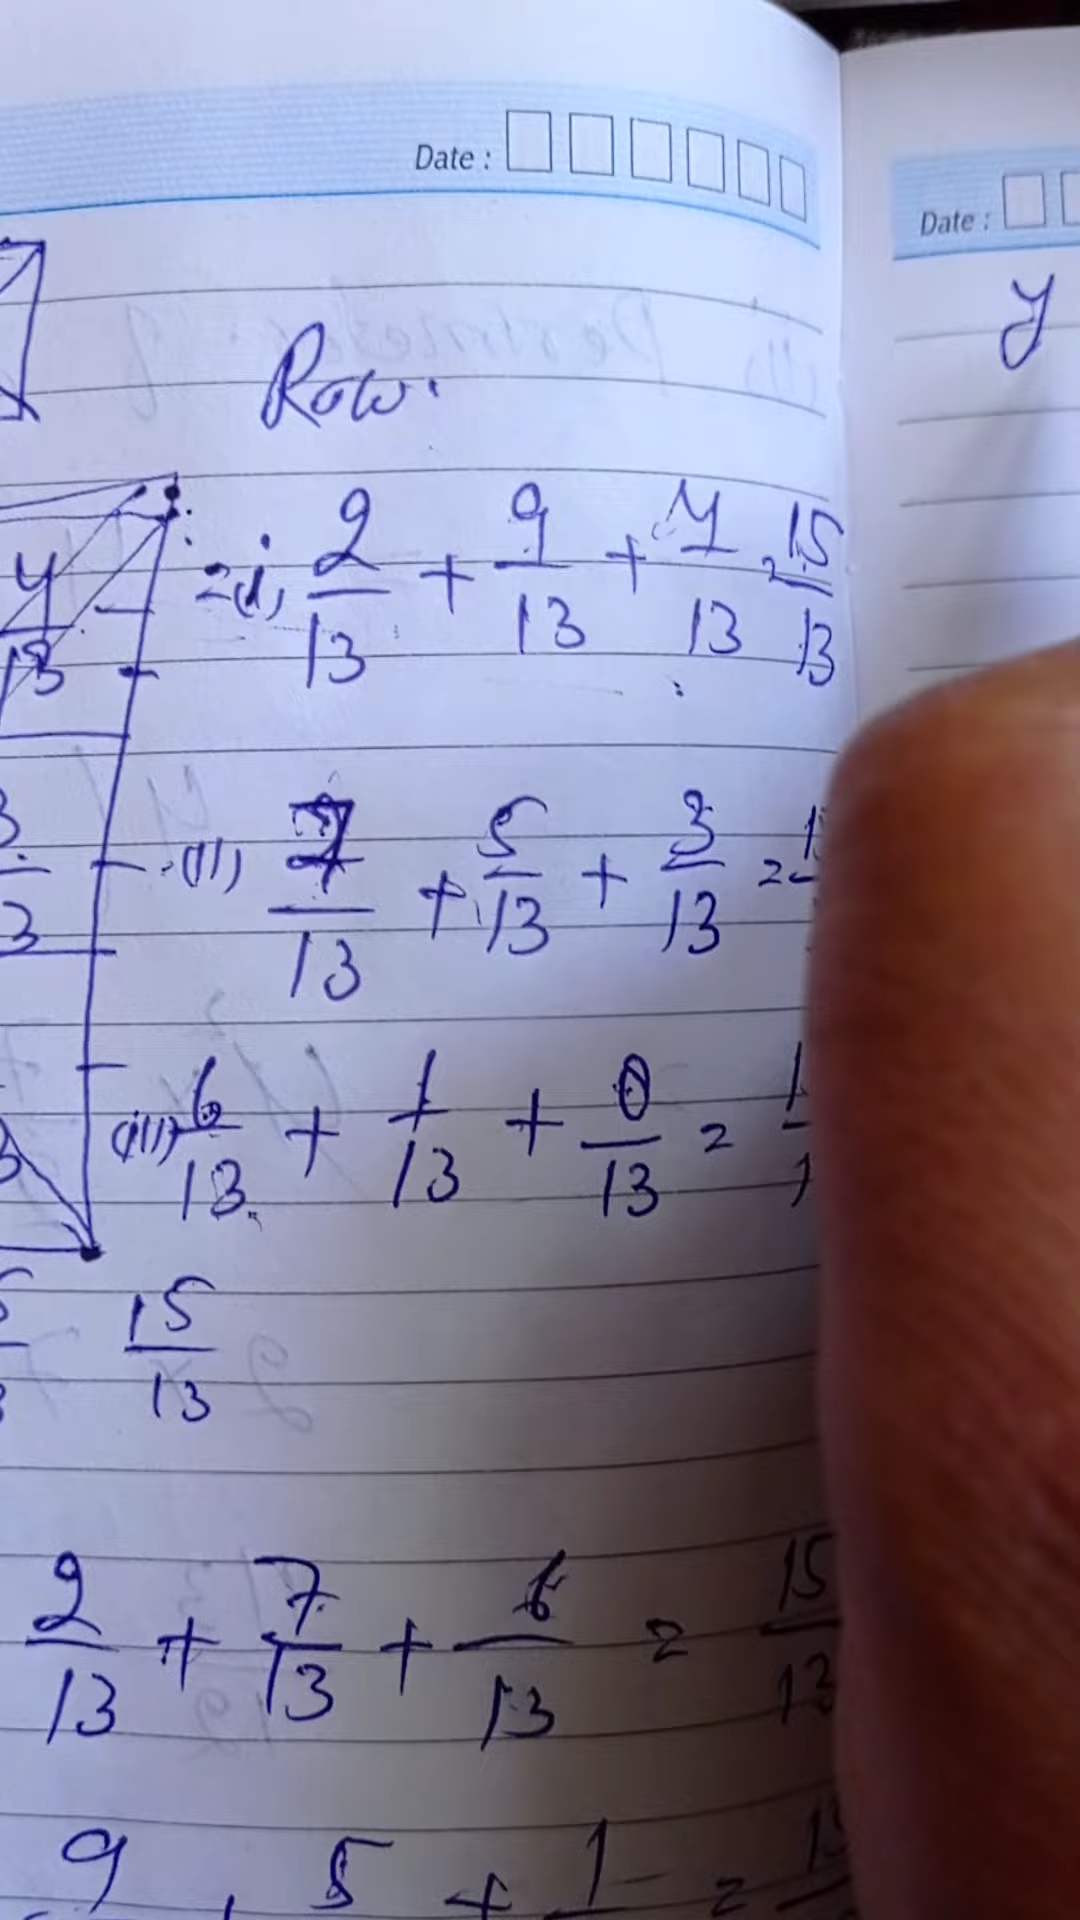 Date :
Date :
y
Row:
=(i) 2/13 + 9/13 + 4/13 = 15/13
4/13
(ii) 7/13 + 5/13 + 3/13 =
(iii) 6/13 + 1/13 + 8/13 =
15/13
2/13 + 7/13 + 6/13 = 15/13
9 5 + 1 =